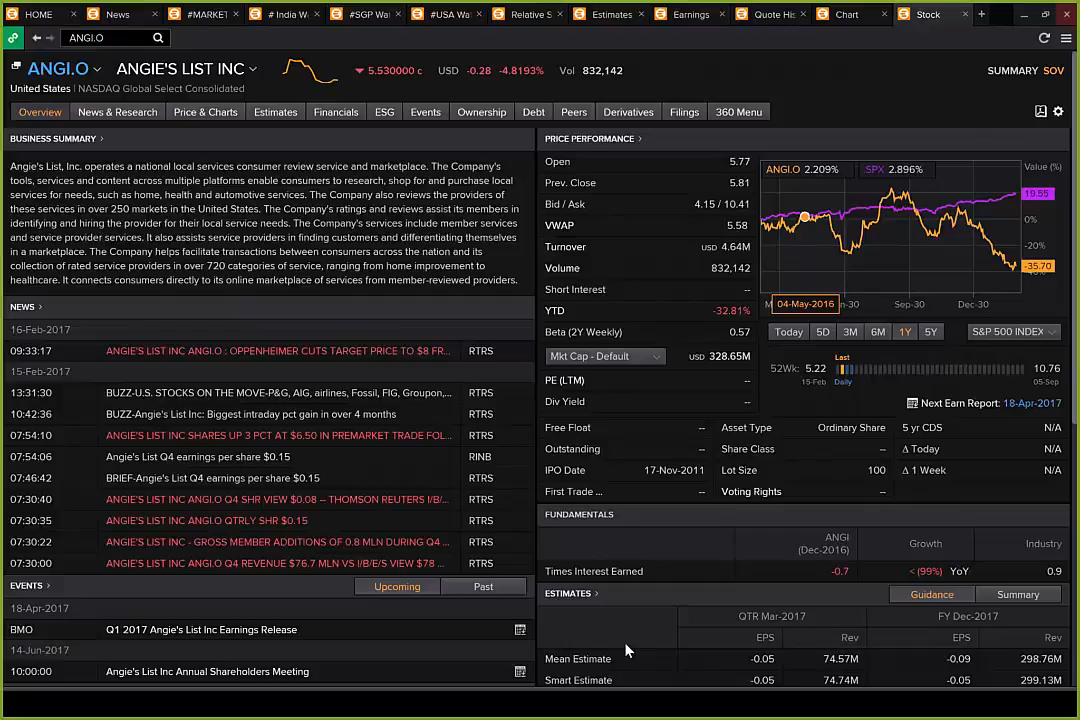 HOME
News
#MARKET
# India W
#SGP Wa
#USA Wa
Relative S
Estimates
Earnings
Quote His
Chart
Stock
ANGI.O
ANGI.O ANGIE'S LIST INC 5.530000 c USD -0.28 -4.8193% Vol 832,142 SUMMARY SOV
United States | NASDAQ Global Select Consolidated
Overview News & Research Price & Charts Estimates Financials ESG Events Ownership Debt Peers Derivatives Filings 360 Menu
BUSINESS SUMMARY
Angie's List, Inc. operates a national local services consumer review service and marketplace. The Company's
tools, services and content across multiple platforms enable consumers to research, shop for and purchase local
services for needs, such as home, health and automotive services. The Company also reviews the providers of
these services in over 250 markets in the United States. The Company's ratings and reviews assist its members in
identifying and hiring the provider for their local service needs. The Company's services include member services
and service provider services. It also assists service providers in finding customers and differentiating themselves
in a marketplace. The Company helps facilitate transactions between consumers across the nation and its
collection of rated service providers in over 720 categories of service, ranging from home improvement to
healthcare. It connects consumers directly to its online marketplace of services from member-reviewed providers.
NEWS
16-Feb-2017
09:33:17 ANGIE'S LIST INC ANGI.O : OPPENHEIMER CUTS TARGET PRICE TO $8 FR... RTRS
15-Feb-2017
13:31:30 BUZZ-U.S. STOCKS ON THE MOVE-P&G, AIG, airlines, Fossil, FIG, Groupon,... RTRS
10:42:36 BUZZ-Angie's List Inc: Biggest intraday pct gain in over 4 months RTRS
07:54:10 ANGIE'S LIST INC SHARES UP 3 PCT AT $6.50 IN PREMARKET TRADE FOL... RTRS
07:54:06 Angie's List Q4 earnings per share $0.15 RINB
07:46:42 BRIEF-Angie's List Q4 earnings per share $0.15 RTRS
07:30:40 ANGIE'S LIST INC ANGI.O Q4 SHR VIEW $0.08 -- THOMSON REUTERS I/B/... RTRS
07:30:35 ANGIE'S LIST INC ANGI.O QTRLY SHR $0.15 RTRS
07:30:22 ANGIE'S LIST INC - GROSS MEMBER ADDITIONS OF 0.8 MLN DURING Q4 ... RTRS
07:30:00 ANGIE'S LIST INC ANGI.O Q4 REVENUE $76.7 MLN VS I/B/E/S VIEW $78 ... RTRS
EVENTS Upcoming Past
18-Apr-2017
BMO Q1 2017 Angie's List Inc Earnings Release
14-Jun-2017
10:00:00 Angie's List Inc Annual Shareholders Meeting
PRICE PERFORMANCE
Open 5.77
Prev. Close 5.81
Bid / Ask 4.15 / 10.41
VWAP 5.58
Turnover USD 4.64M
Volume 832,142
Short Interest --
YTD -32.81%
Beta (2Y Weekly) 0.57
Mkt Cap - Default USD 328.65M
PE (LTM) --
Div Yield --
ANGI.O 2.209% SPX 2.896% Value (%)
19.55
0%
-20%
-35.70
04-May-2016 n-30 Sep-30 Dec-30
Today 5D 3M 6M 1Y 5Y S&P 500 INDEX
Last
52Wk: 5.22 10.76
15-Feb Daily 05-Sep
Next Earn Report: 18-Apr-2017
Free Float -- Asset Type Ordinary Share 5 yr CDS N/A
Outstanding -- Share Class -- Δ Today N/A
IPO Date 17-Nov-2011 Lot Size 100 Δ 1 Week N/A
First Trade ... -- Voting Rights --
FUNDAMENTALS
ANGI
(Dec-2016) Growth Industry
Times Interest Earned -0.7 < (99%) YoY 0.9
ESTIMATES Guidance Summary
QTR Mar-2017 FY Dec-2017
EPS Rev EPS Rev
Mean Estimate -0.05 74.57M -0.09 298.76M
Smart Estimate -0.05 74.74M -0.05 299.13M